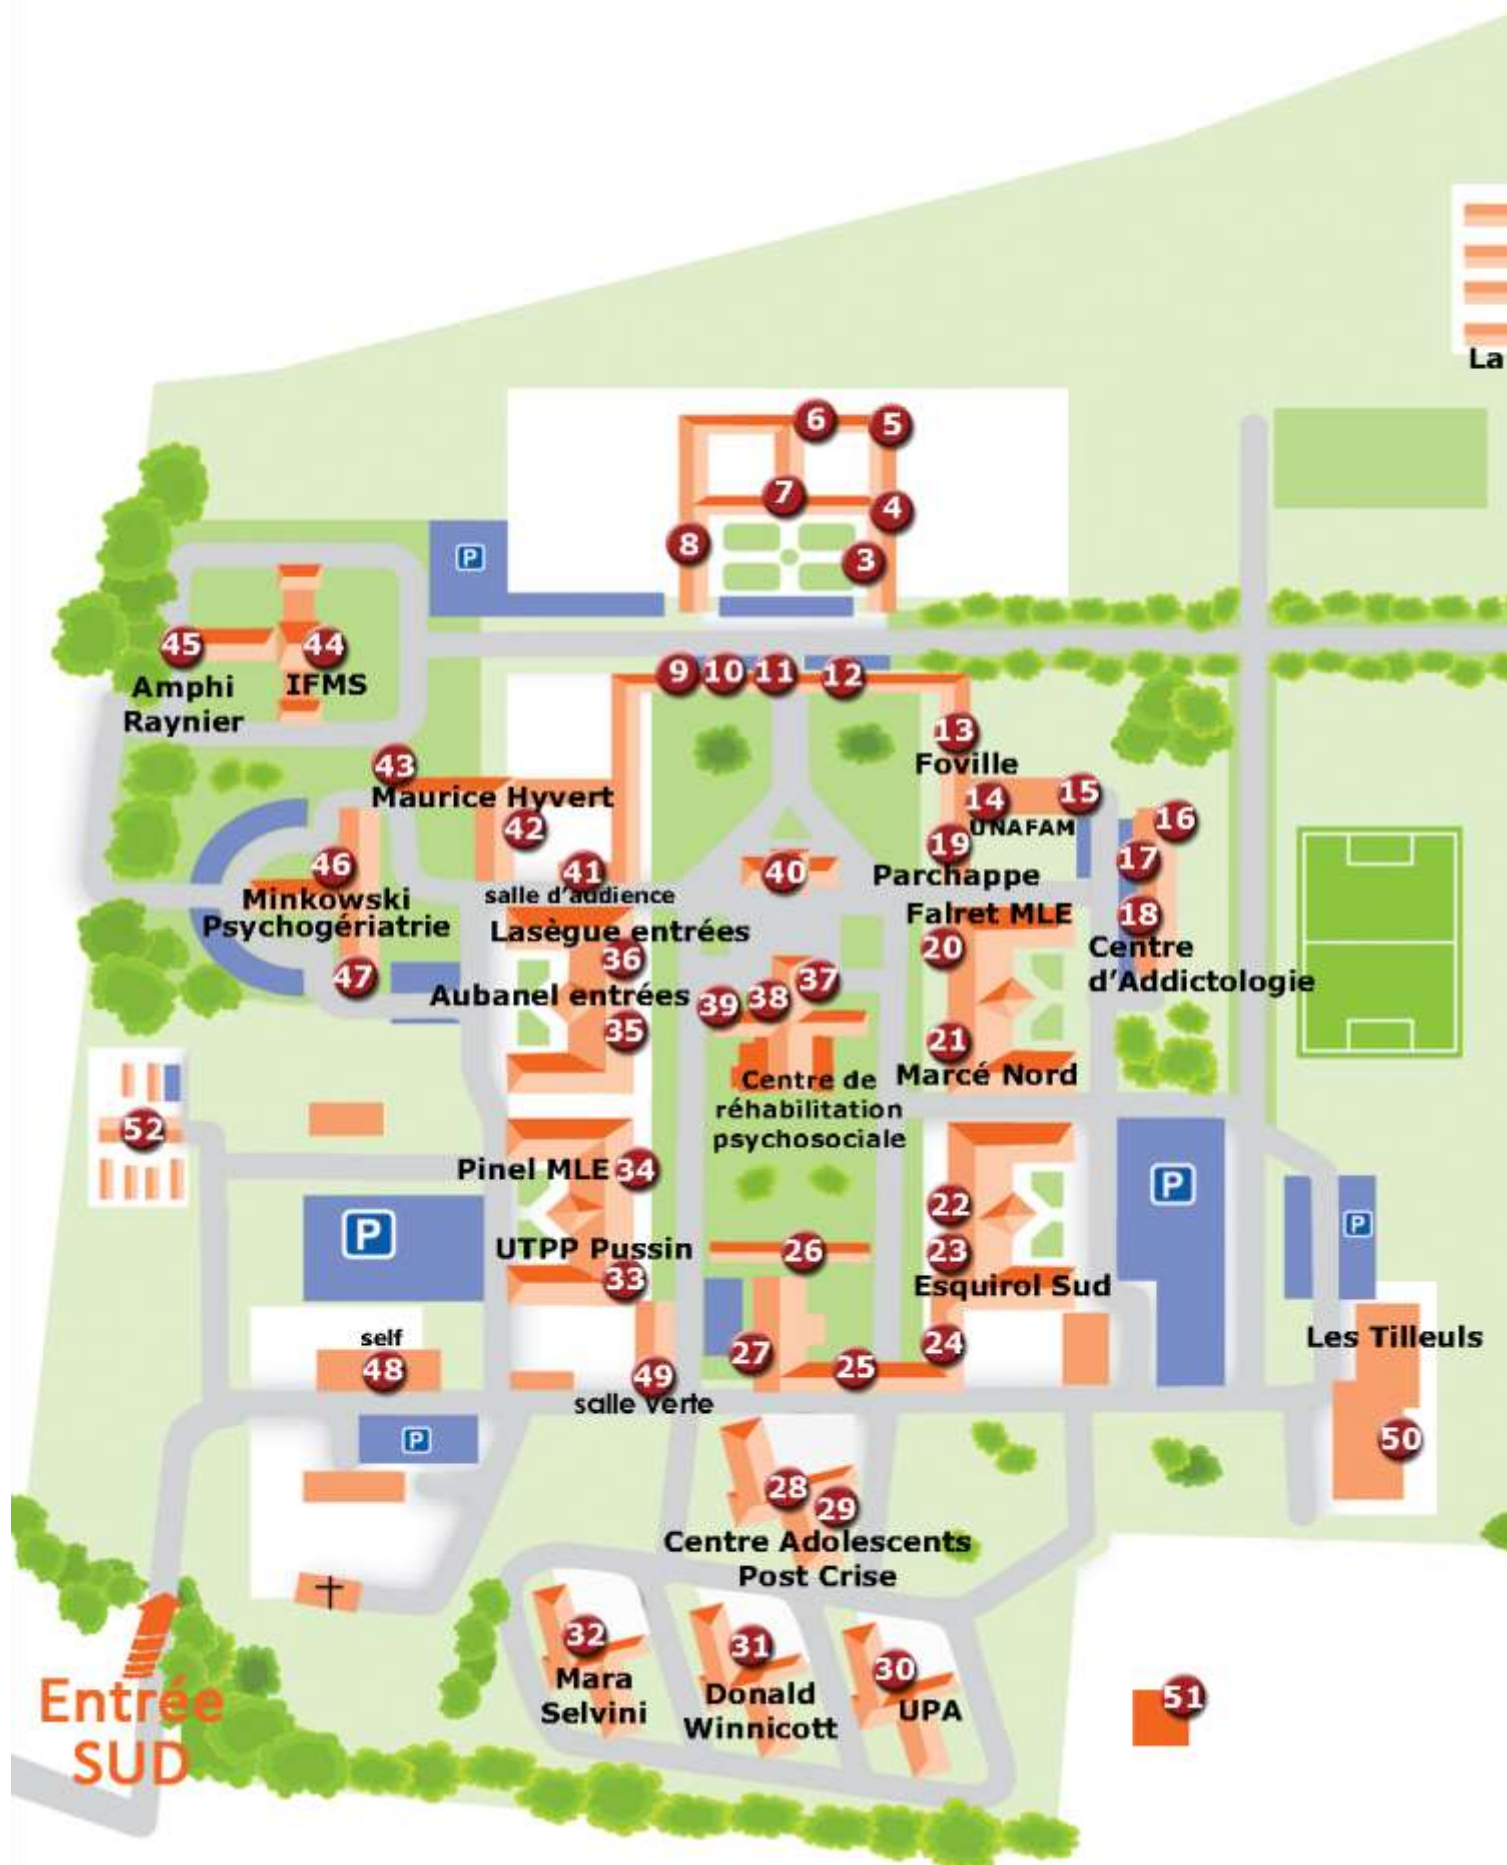 La
6
5
7
4
8
3
P
45
44
Amphi
Raynier
IFMS
9
10
11
12
13
Foville
43
Maurice Hyvert
42
14
15
UNAFAM
16
17
18
19
Parchappe
41
salle d'audience
40
46
Minkowski
Psychogériatrie
47
Lasègue entrées
36
Aubanel entrées
35
Falret MLE
20
Centre
d'Addictologie
37
38
39
21
Marcé Nord
Centre de
réhabilitation
psychosociale
52
Pinel MLE
34
P
P
P
22
UTPP Pussin
33
26
23
Esquirol Sud
self
48
27
25
24
Les Tilleuls
49
salle verte
P
50
28
29
Centre Adolescents
Post Crise
32
Mara
Selvini
31
Donald
Winnicott
30
UPA
51
Entrée
SUD